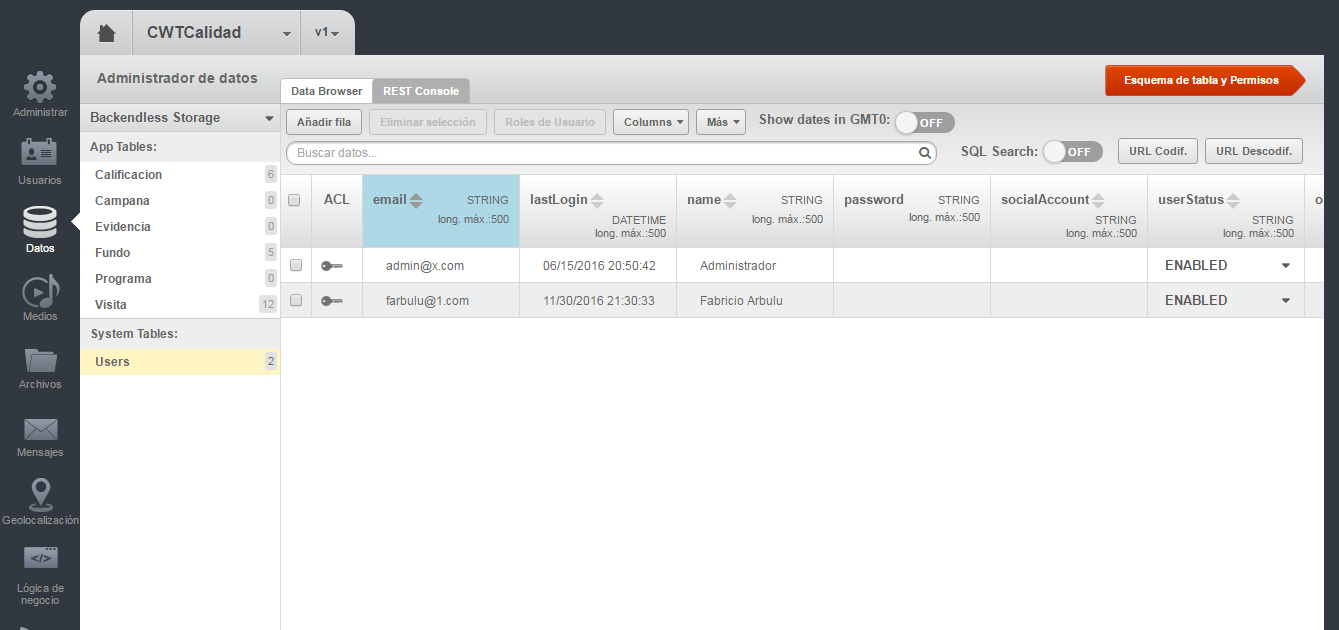 CWTCalidad
v1
Administrador de datos
Data Browser
REST Console
Esquema de tabla y Permisos
Administrar
Usuarios
Datos
Medios
Archivos
Mensajes
Geolocalización
Lógica de
negocio
Backendless Storage
App Tables:
Calificacion 6
Campana 0
Evidencia 0
Fundo 5
Programa 0
Visita 12
System Tables:
Users 2
Añadir fila
Eliminar selección
Roles de Usuario
Columns
Más
Show dates in GMT0: OFF
Buscar datos...
SQL Search: OFF
URL Codif.
URL Descodif.
ACL
email STRING
long. máx.:500
lastLogin
DATETIME
long. máx.:500
name STRING
long. máx.:500
password STRING
long. máx.:500
socialAccount
STRING
long. máx.:500
userStatus
STRING
long. máx.:500
o
admin@x.com 06/15/2016 20:50:42 Administrador ENABLED
farbulu@1.com 11/30/2016 21:30:33 Fabricio Arbulu ENABLED